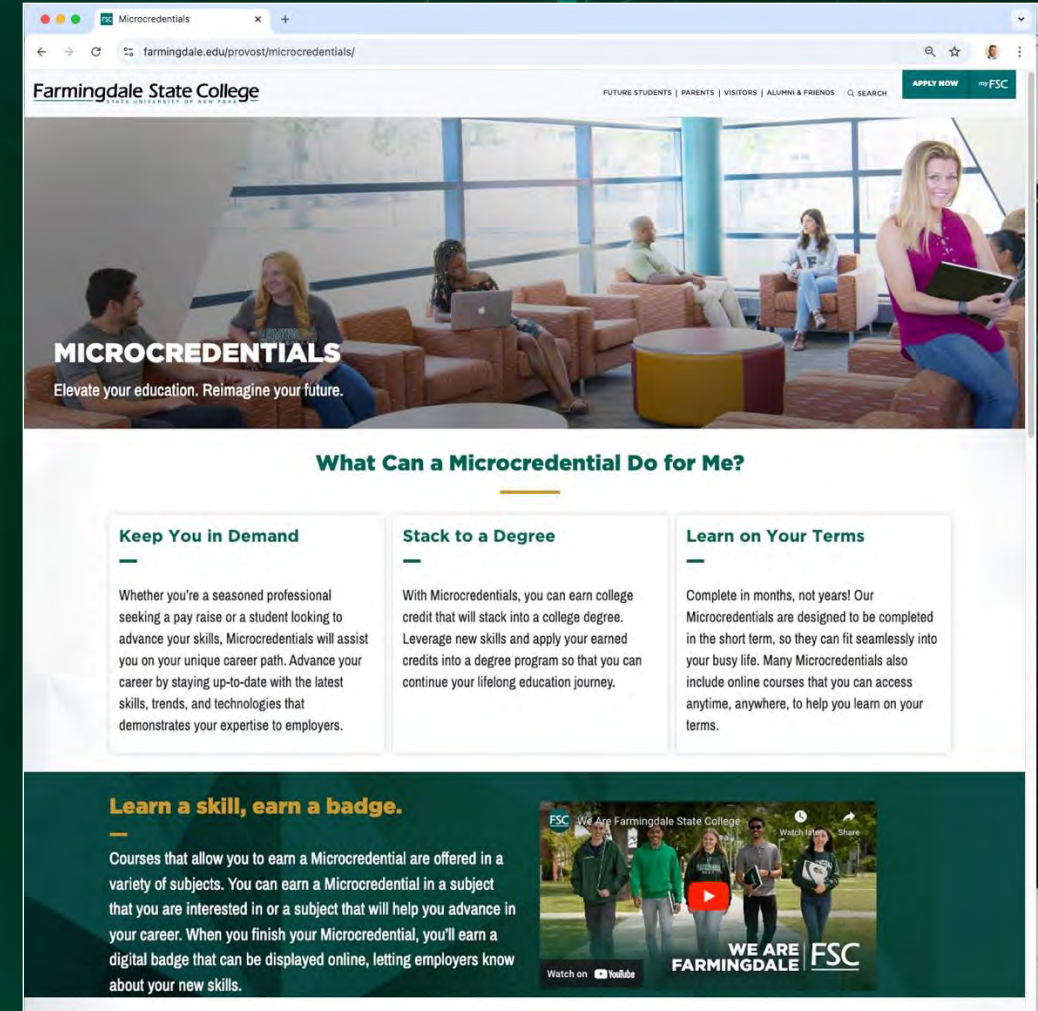 FSC Microcredentials
farmingdale.edu/provost/microcredentials/
Farmingdale State College
STATE UNIVERSITY OF NEW YORK
FUTURE STUDENTS | PARENTS | VISITORS | ALUMNI & FRIENDS SEARCH
APPLY NOW myFSC
MICROCREDENTIALS
Elevate your education. Reimagine your future.
What Can a Microcredential Do for Me?
Keep You in Demand
Whether you're a seasoned professional
seeking a pay raise or a student looking to
advance your skills, Microcredentials will assist
you on your unique career path. Advance your
career by staying up-to-date with the latest
skills, trends, and technologies that
demonstrates your expertise to employers.
Stack to a Degree
With Microcredentials, you can earn college
credit that will stack into a college degree.
Leverage new skills and apply your earned
credits into a degree program so that you can
continue your lifelong education journey.
Learn on Your Terms
Complete in months, not years! Our
Microcredentials are designed to be completed
in the short term, so they can fit seamlessly into
your busy life. Many Microcredentials also
include online courses that you can access
anytime, anywhere, to help you learn on your
terms.
Learn a skill, earn a badge.
Courses that allow you to earn a Microcredential are offered in a
variety of subjects. You can earn a Microcredential in a subject
that you are interested in or a subject that will help you advance in
your career. When you finish your Microcredential, you'll earn a
digital badge that can be displayed online, letting employers know
about your new skills.
FSC We Are Farmingdale State College
Watch later Share
WE ARE
FARMINGDALE FSC
Watch on YouTube